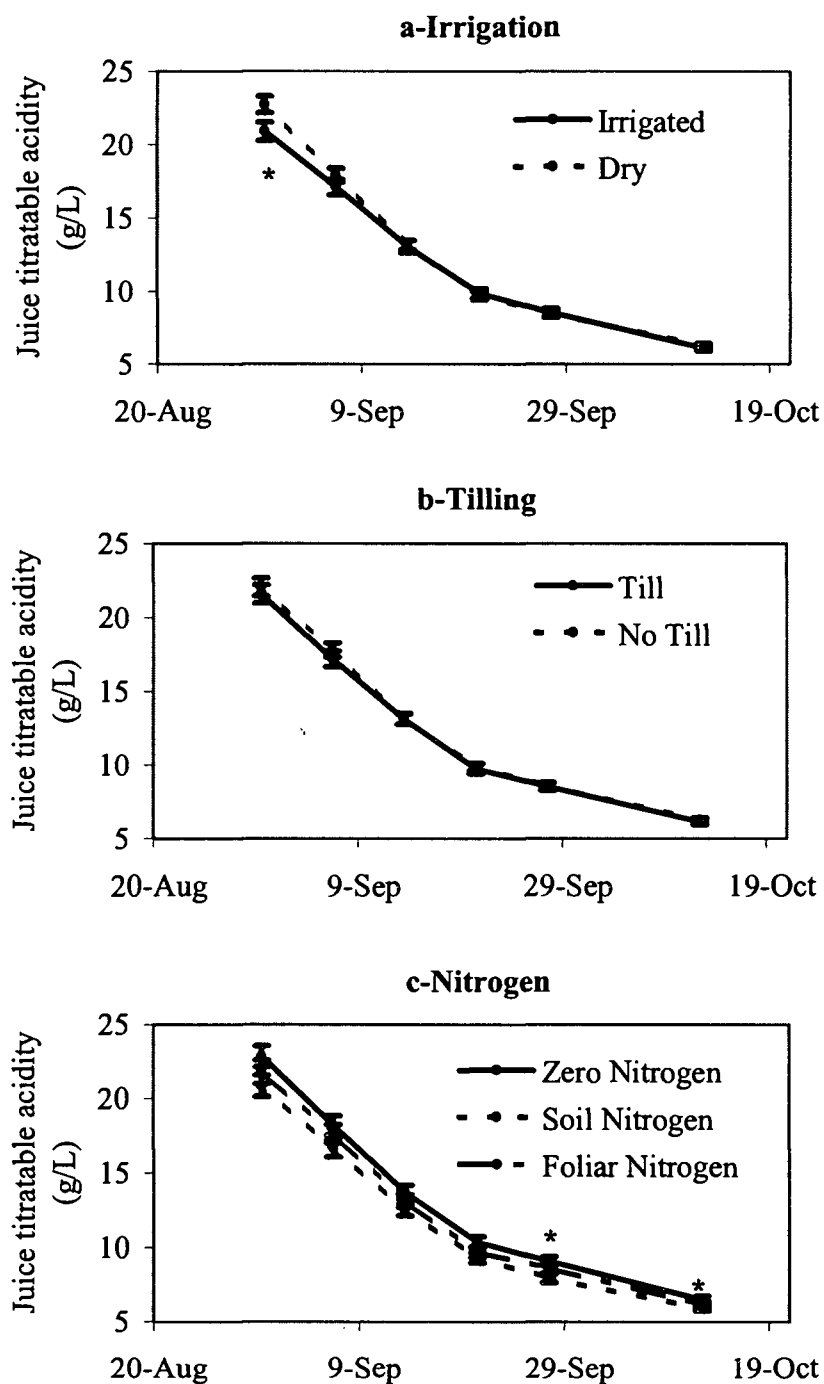 a-Irrigation
Juice titratable acidity
(g/L)
25
20
15
10
5
Irrigated
Dry
*
20-Aug 9-Sep 29-Sep 19-Oct
b-Tilling
Juice titratable acidity
(g/L)
25
20
15
10
5
Till
No Till
20-Aug 9-Sep 29-Sep 19-Oct
c-Nitrogen
Juice titratable acidity
(g/L)
25
20
15
10
5
Zero Nitrogen
Soil Nitrogen
Foliar Nitrogen
*
*
20-Aug 9-Sep 29-Sep 19-Oct